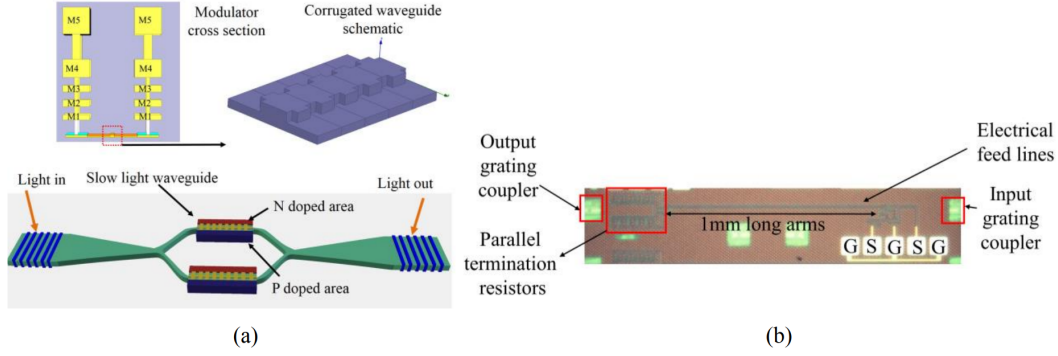 Modulator
cross section
Corrugated waveguide
schematic
M5
M5
M4
M4
M3
M3
M2
M2
M1
M1
Light in
Slow light waveguide
N doped area
Light out
P doped area
(a)
Output
grating
coupler
Electrical
feed lines
Input
grating
coupler
1mm long arms
Parallel
termination
resistors
G S G S G
(b)